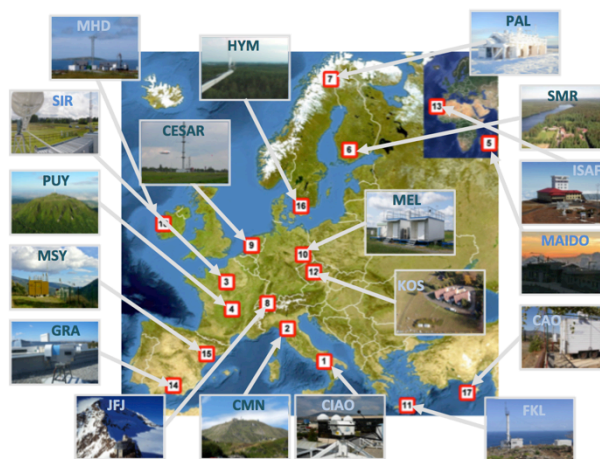 MHD
HYM
PAL
SIR
CESAR
SMR
ISAF
PUY
MEL
MSY
KOS
MAIDO
GRA
CAO
JFJ
CMN
CIAO
FKL
7
13
5
6
16
9
10
12
3
4
8
2
1
15
14
11
17